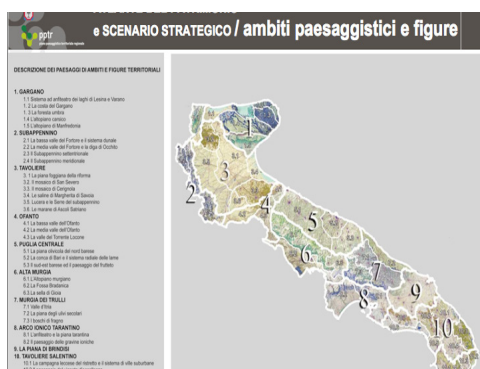 pptr
e SCENARIO STRATEGICO / ambiti paesaggistici e figure
DESCRIZIONE DEI PAESAGGI DI AMBITI E FIGURE TERRITORIALI
1. GARGANO
1.1 Sistema ad anfiteatro dei laghi di Lesina e Varano
1. 2 La costa del Gargano
1. 3 La foresta umbra
1.4 L'altopiano carsico
1.5 L'altopiano di Manfredonia
2. SUBAPPENNINO
2.1 La bassa valle del Fortore e il sistema dunale
2.2 La media valle del Fortore e la diga di Occhito
2.3 Il Subappennino settentrionale
2.4 Il Subappennino meridionale
3. TAVOLIERE
3. 1 La piana foggiana della riforma
3.2. Il mosaico di San Severo
3.3. Il mosaico di Cerignola
3.4. Le saline di Margherita di Savoia
3.5. Lucera e le Serre del subappennino
3.6. Le marane di Ascoli Satriano
4. OFANTO
4.1 La bassa valle dell'Ofanto
4.2 La media valle dell'Ofanto
4.3 La valle del Torrente Locone
5. PUGLIA CENTRALE
5.1 La piana olivicola del nord barese
5.2 La conca di Bari e il sistema radiale delle lame
5.3 Il sud-est barese ed il paesaggio del frutteto
6. ALTA MURGIA
6.1 L'Altopiano murgiano
6.2 La Fossa Bradanica
6.3 La sella di Gioia
7. MURGIA DEI TRULLI
7.1 Valle d'Itria
7.2 La piana degli ulivi secolari
7.3 I boschi di fragno
8. ARCO IONICO TARANTINO
8.1 L'anfiteatro e la piana tarantina
8.2 Il paesaggio delle gravine ioniche
9. LA PIANA DI BRINDISI
10. TAVOLIERE SALENTINO
10.1 La campagna leccese del ristretto e il sistema di ville suburbane
1
2
3
4
5
6
7
8
9
10